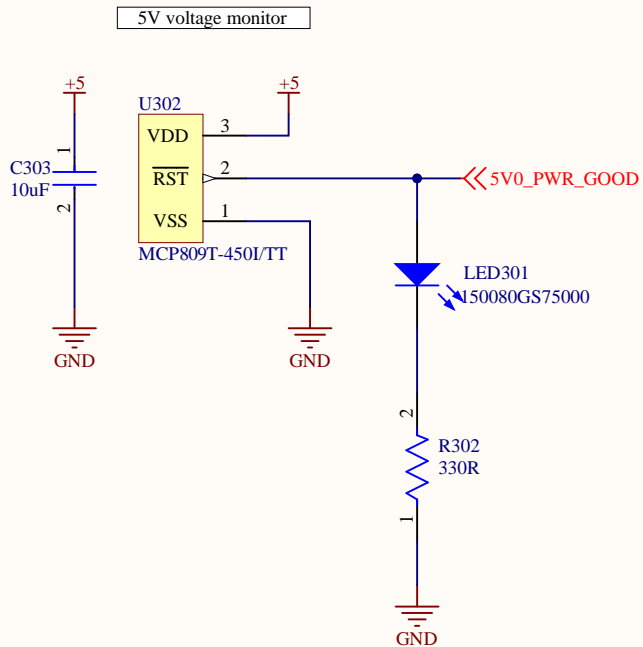 5V voltage monitor
+5
+5
U302
VDD
3
C303
10uF
1
2
RST
2
VSS
1
MCP809T-450I/TT
5V0_PWR_GOOD
LED301
150080GS75000
GND
GND
2
R302
330R
1
GND